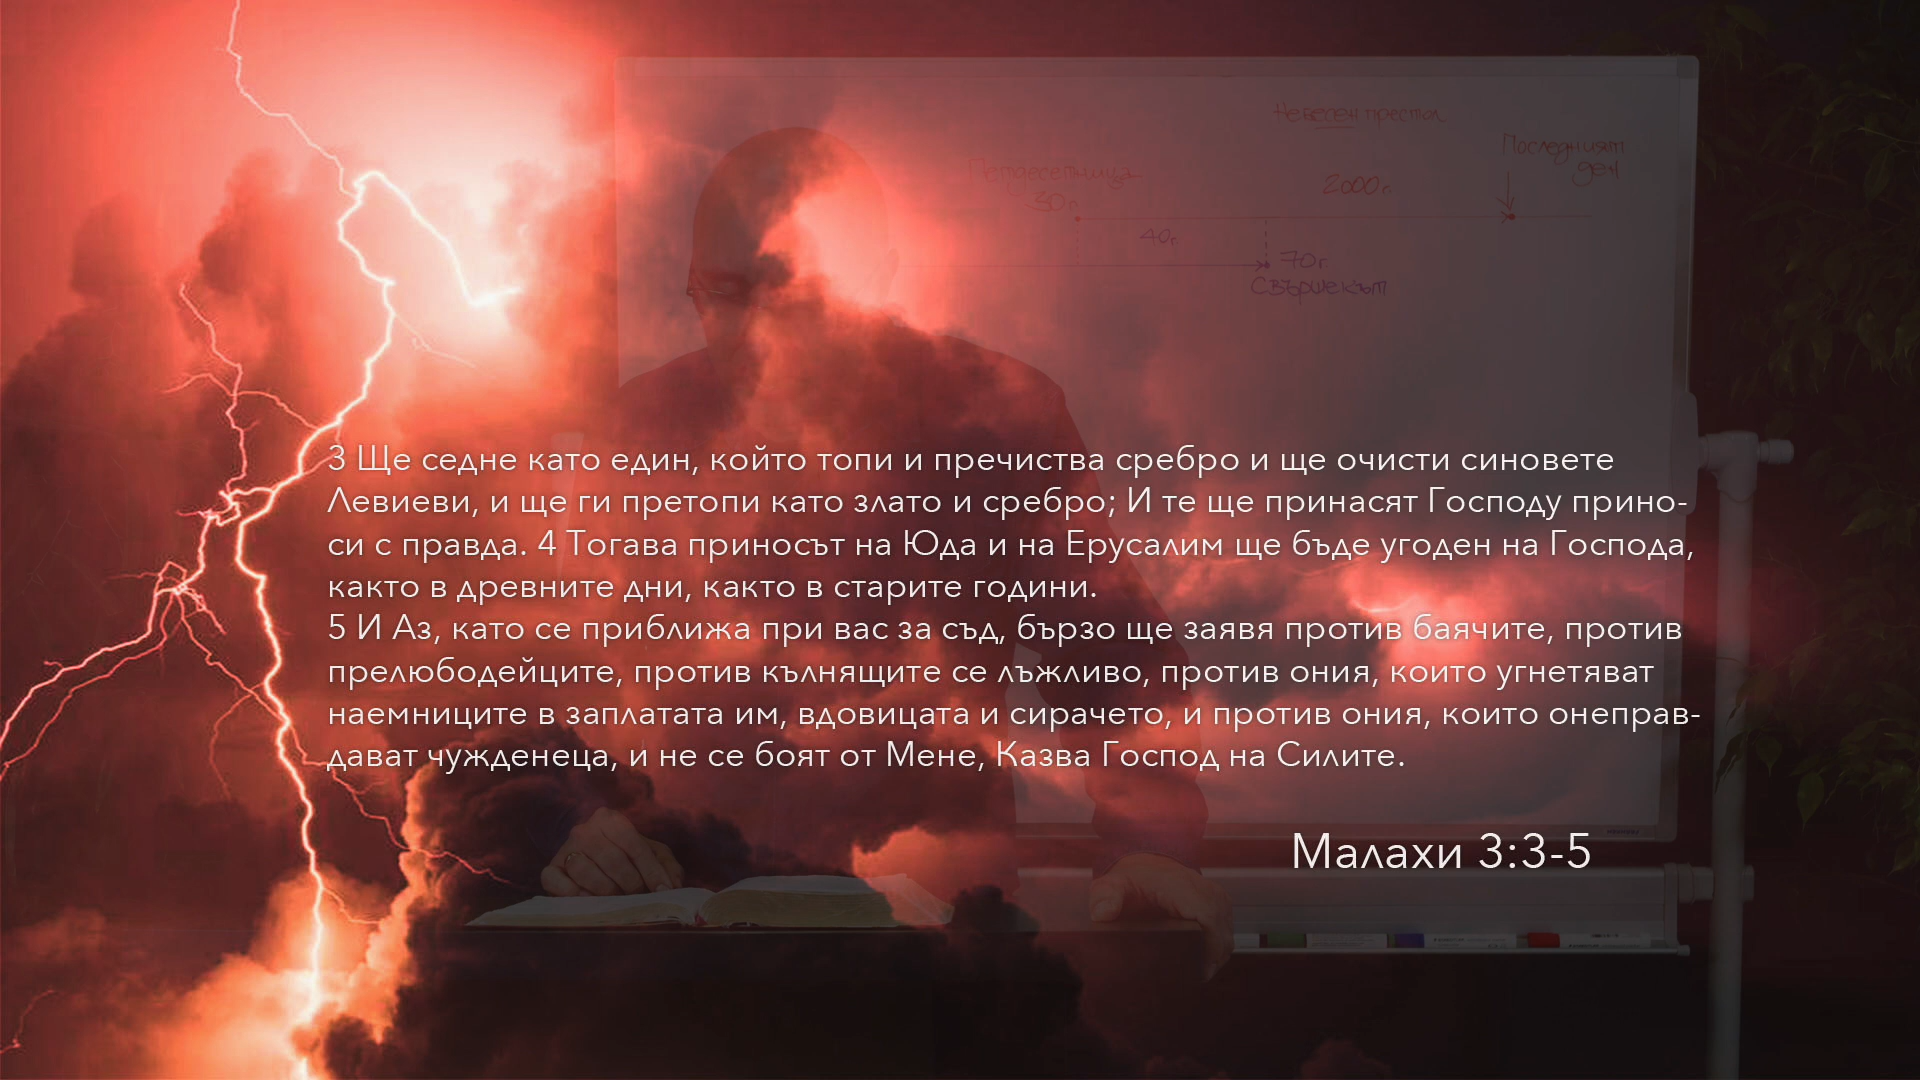 Небесен престол
Последният
ден
Петдесетница
2000 г.
30 г.
40 г.
70 г.
Свършекът
3 Ще седне като един, който топи и пречиства сребро и ще очисти синовете
Левиеви, и ще ги претопи като злато и сребро; И те ще принасят Господу прино-
си с правда. 4 Тогава приносът на Юда и на Ерусалим ще бъде угоден на Господа,
както в древните дни, както в старите години.
5 И Аз, като се приближа при вас за съд, бързо ще заявя против баячите, против
прелюбодейците, против кълнящите се лъжливо, против ония, които угнетяват
наемниците в заплатата им, вдовицата и сирачето, и против ония, които онеправ-
дават чужденеца, и не се боят от Мене, Казва Господ на Силите.
Малахи 3:3-5